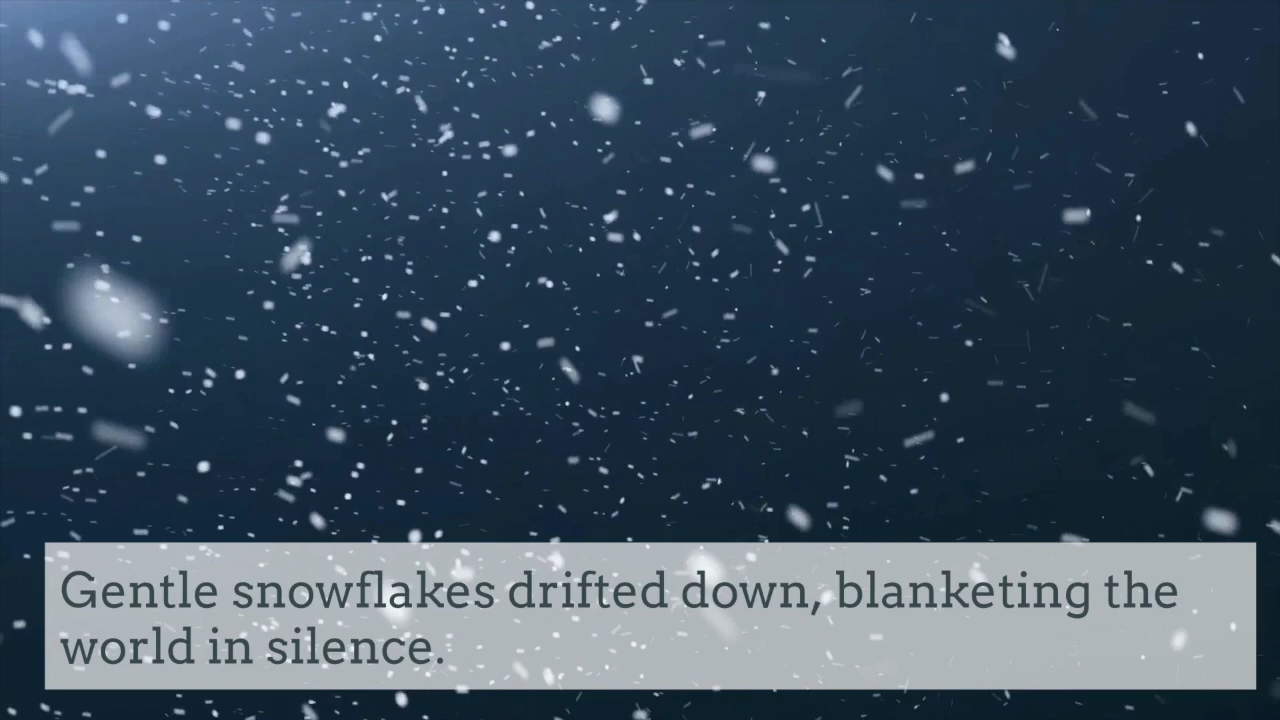 Gentle snowflakes drifted down, blanketing the
world in silence.